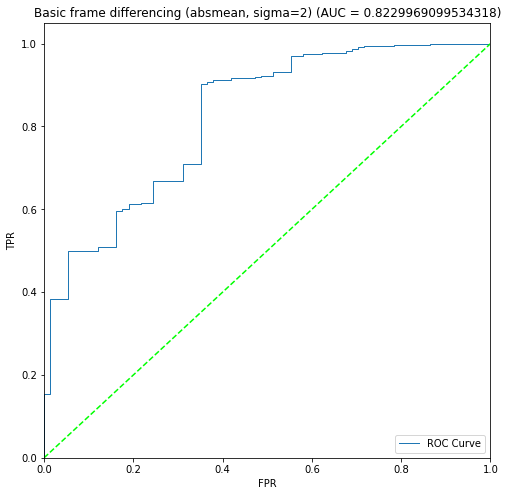 Basic frame differencing (absmean, sigma=2) (AUC = 0.8229969099534318)
1.0
0.8
0.6
TPR
0.4
0.2
0.0
ROC Curve
0.0 0.2 0.4 0.6 0.8 1.0
FPR